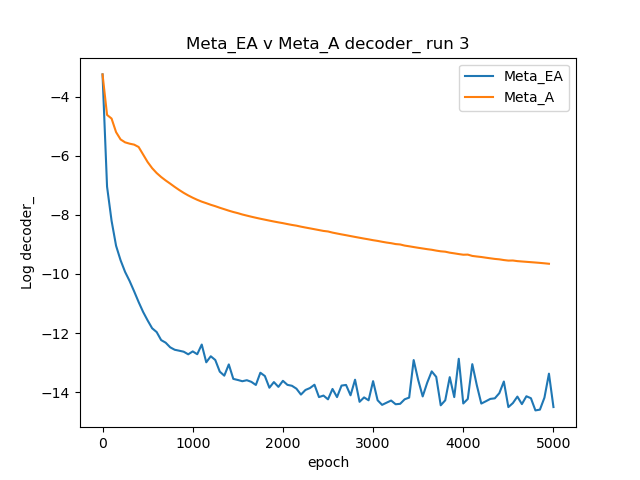 Meta_EA v Meta_A decoder_ run 3
Meta_EA
Meta_A
Log decoder_
−4
−6
−8
−10
−12
−14
0
1000
2000
3000
4000
5000
epoch